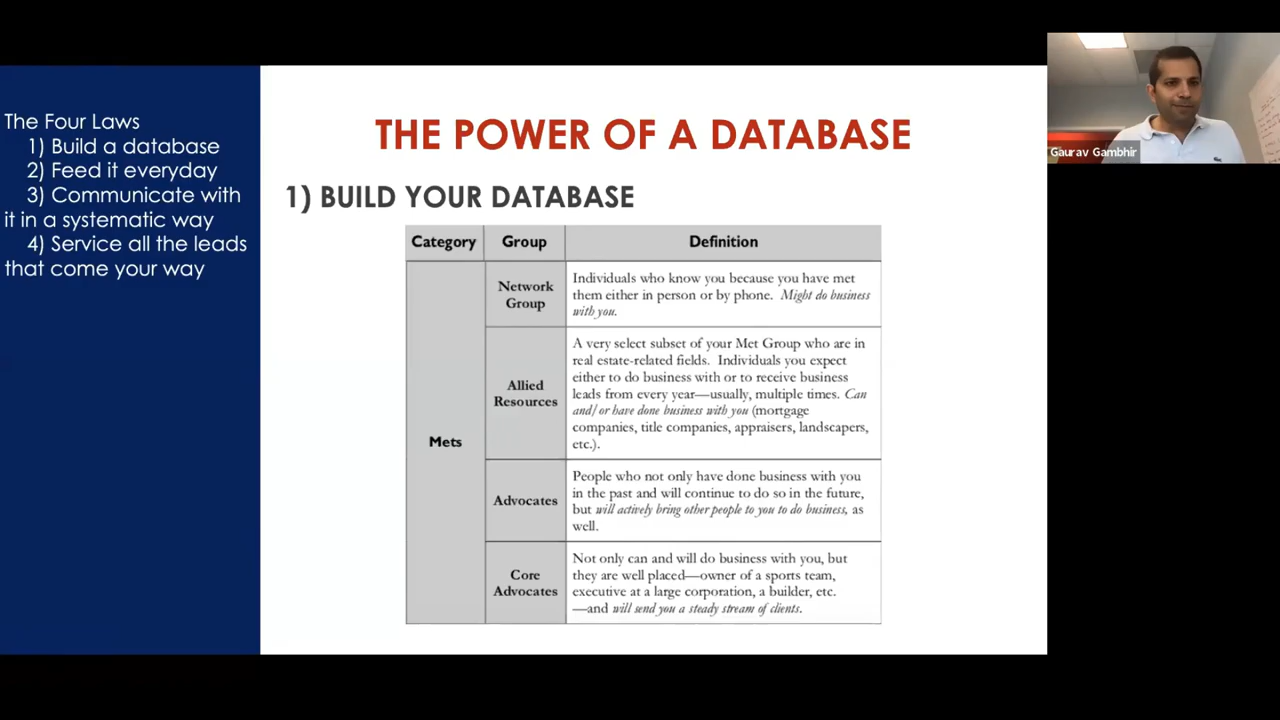 The Four Laws
1) Build a database
2) Feed it everyday
3) Communicate with
it in a systematic way
4) Service all the leads
that come your way
THE POWER OF A DATABASE
1) BUILD YOUR DATABASE
Category Group Definition
Mets
Network
Group
Individuals who know you because you have met
them either in person or by phone. Might do business
with you.
Allied
Resources
A very select subset of your Met Group who are in
real estate-related fields. Individuals you expect
either to do business with or to receive business
leads from every year—usually, multiple times. Can
and/or have done business with you (mortgage
companies, title companies, appraisers, landscapers,
etc.).
Advocates
People who not only have done business with you
in the past and will continue to do so in the future,
but will actively bring other people to you to do business, as
well.
Core
Advocates
Not only can and will do business with you, but
they are well placed—owner of a sports team,
executive at a large corporation, a builder, etc.
—and will send you a steady stream of clients.
Gaurav Gambhir